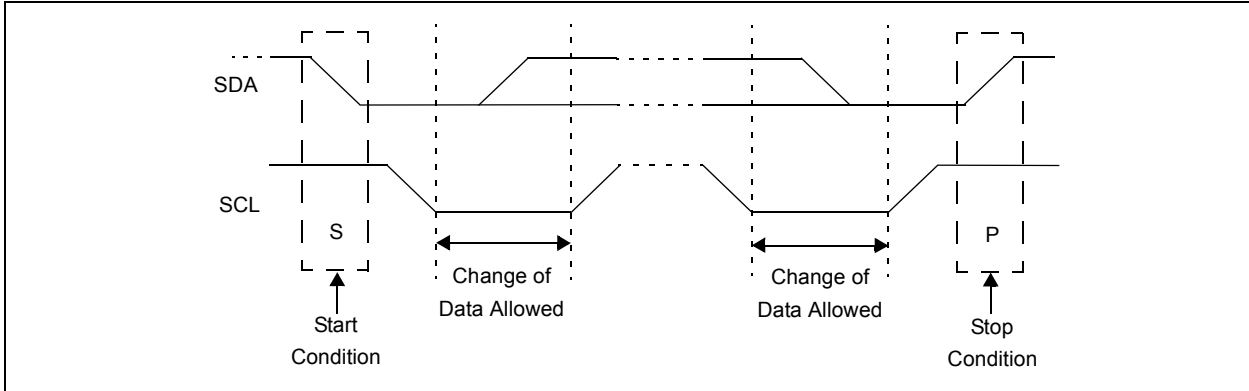 SDA
SCL
S
P
Change of
Data Allowed
Change of
Data Allowed
Start
Condition
Stop
Condition